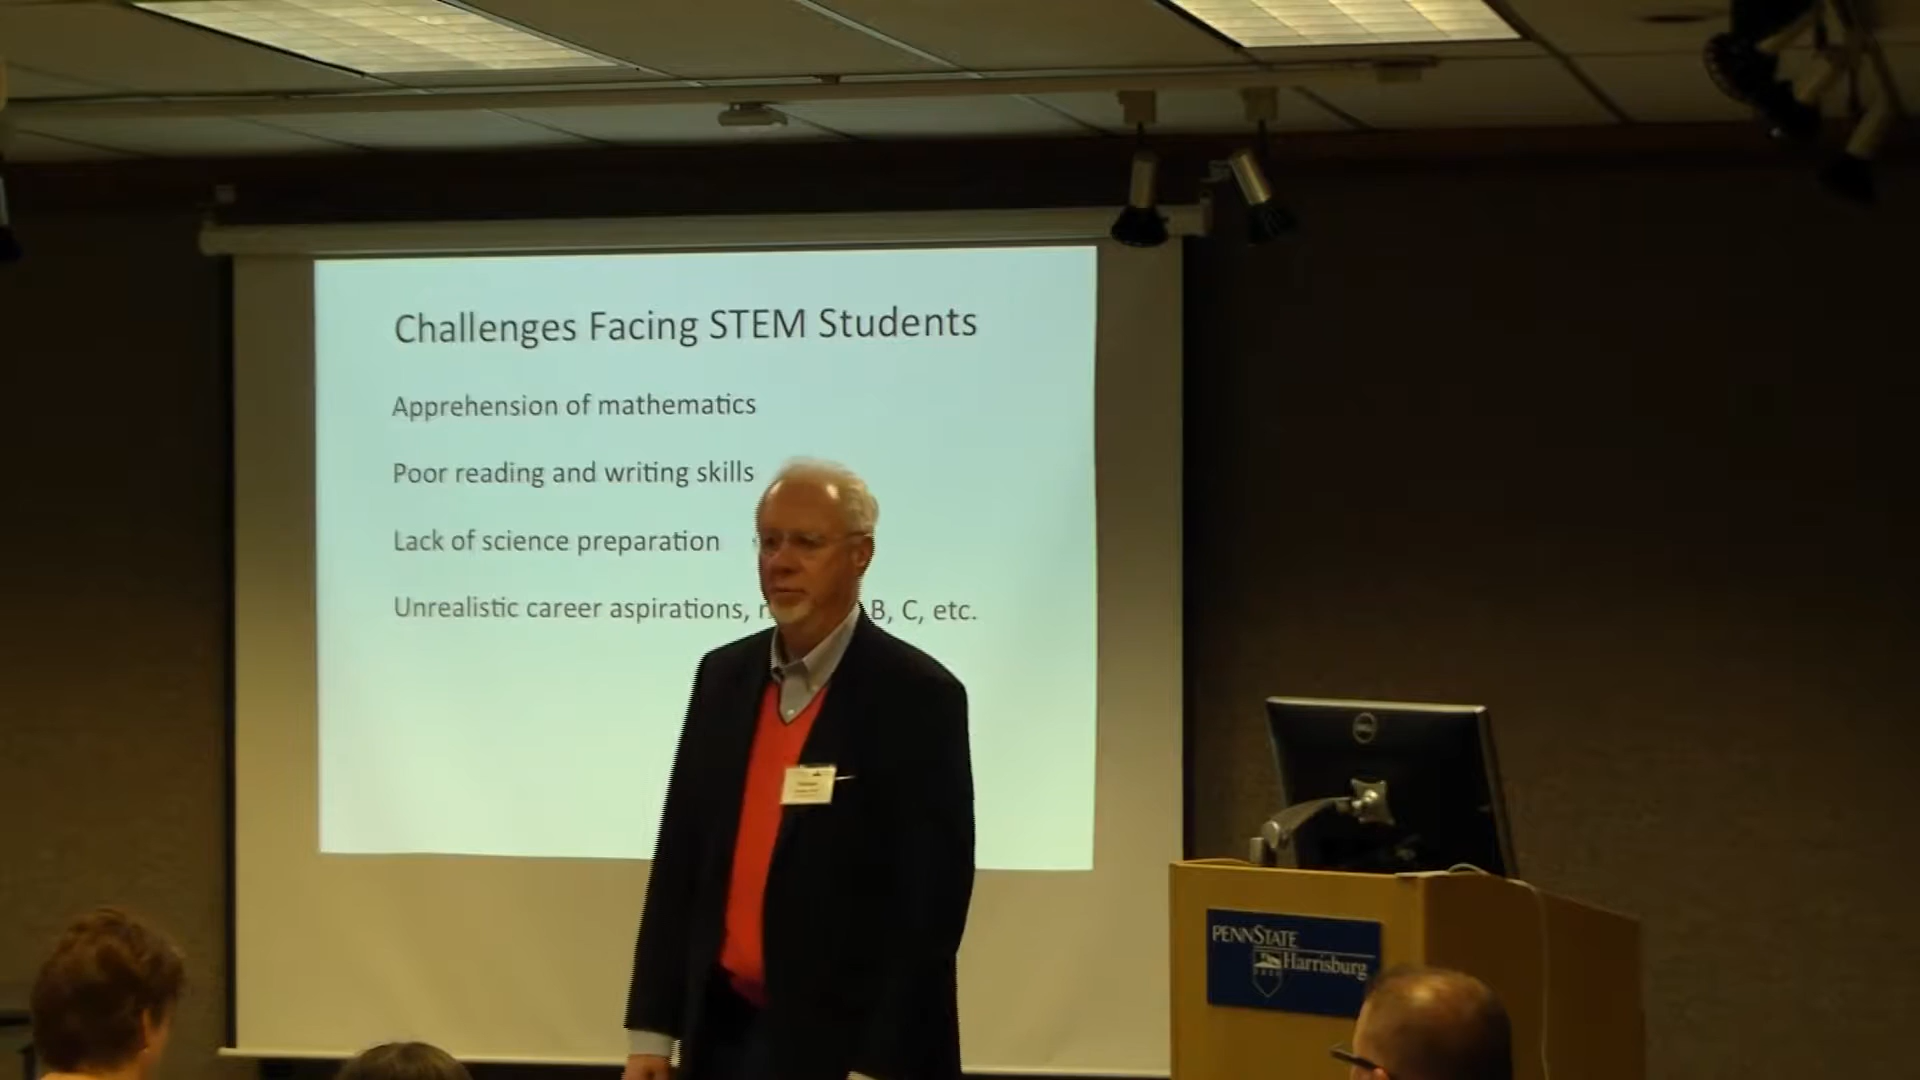 Challenges Facing STEM Students
Apprehension of mathematics
Poor reading and writing skills
Lack of science preparation
Unrealistic career aspirations, B, C, etc.
DELL
PENNSTATE
Harrisburg